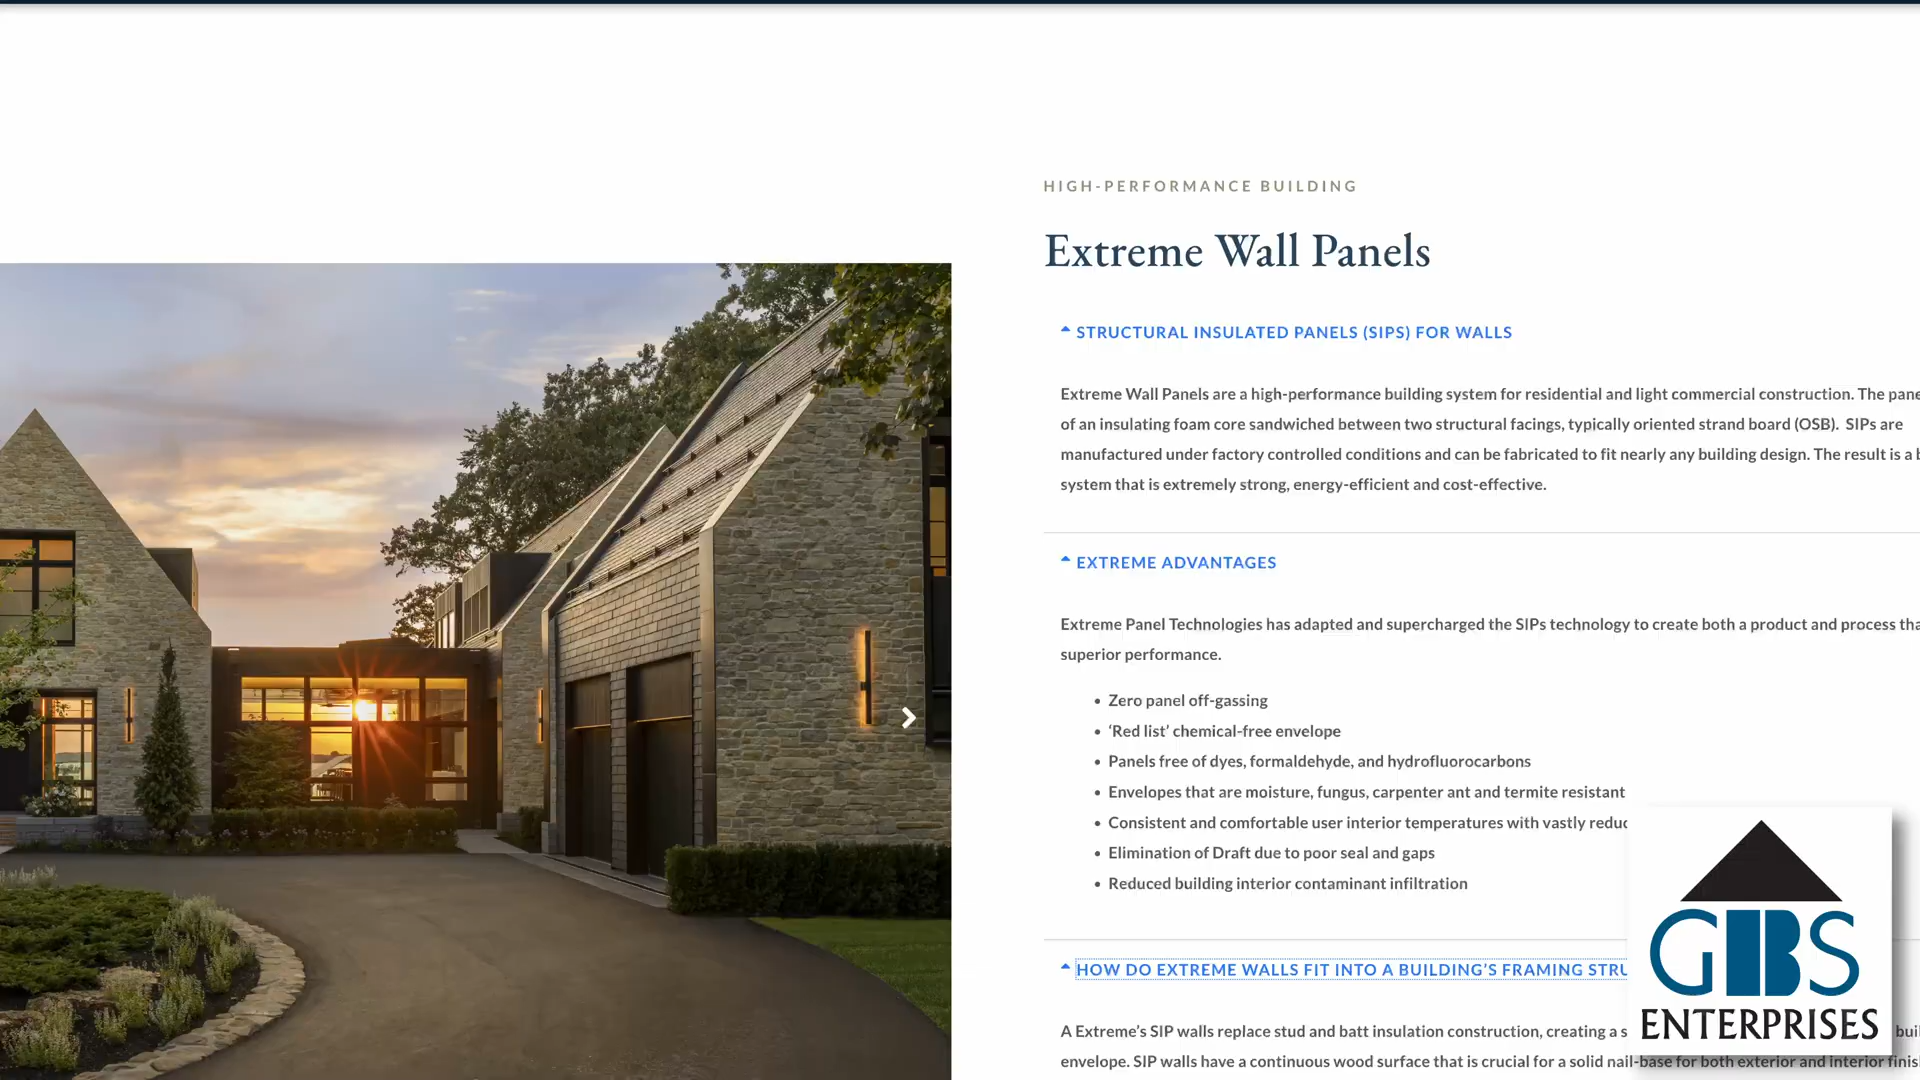 HIGH-PERFORMANCE BUILDING
Extreme Wall Panels
STRUCTURAL INSULATED PANELS (SIPS) FOR WALLS
Extreme Wall Panels are a high-performance building system for residential and light commercial construction. The
of an insulating foam core sandwiched between two structural facings, typically oriented strand board (OSB). SIPs are
manufactured under factory controlled conditions and can be fabricated to fit nearly any building design. The result is a
system that is extremely strong, energy-efficient and cost-effective.
EXTREME ADVANTAGES
Extreme Panel Technologies has adapted and supercharged the SIPs technology to create both a product and process
superior performance.
• Zero panel off-gassing
• ‘Red list’ chemical-free envelope
• Panels free of dyes, formaldehyde, and hydrofluorocarbons
• Envelopes that are moisture, fungus, carpenter ant and termite resistant
• Consistent and comfortable user interior temperatures with vastly
• Elimination of Draft due to poor seal and gaps
• Reduced building interior contaminant infiltration
HOW DO EXTREME WALLS FIT INTO A BUILDING’S FRAMING
A Extreme’s SIP walls replace stud and batt insulation construction, creating a
envelope. SIP walls have a continuous wood surface that is crucial for a solid nail-base for both exterior and interior
GBS
ENTERPRISES